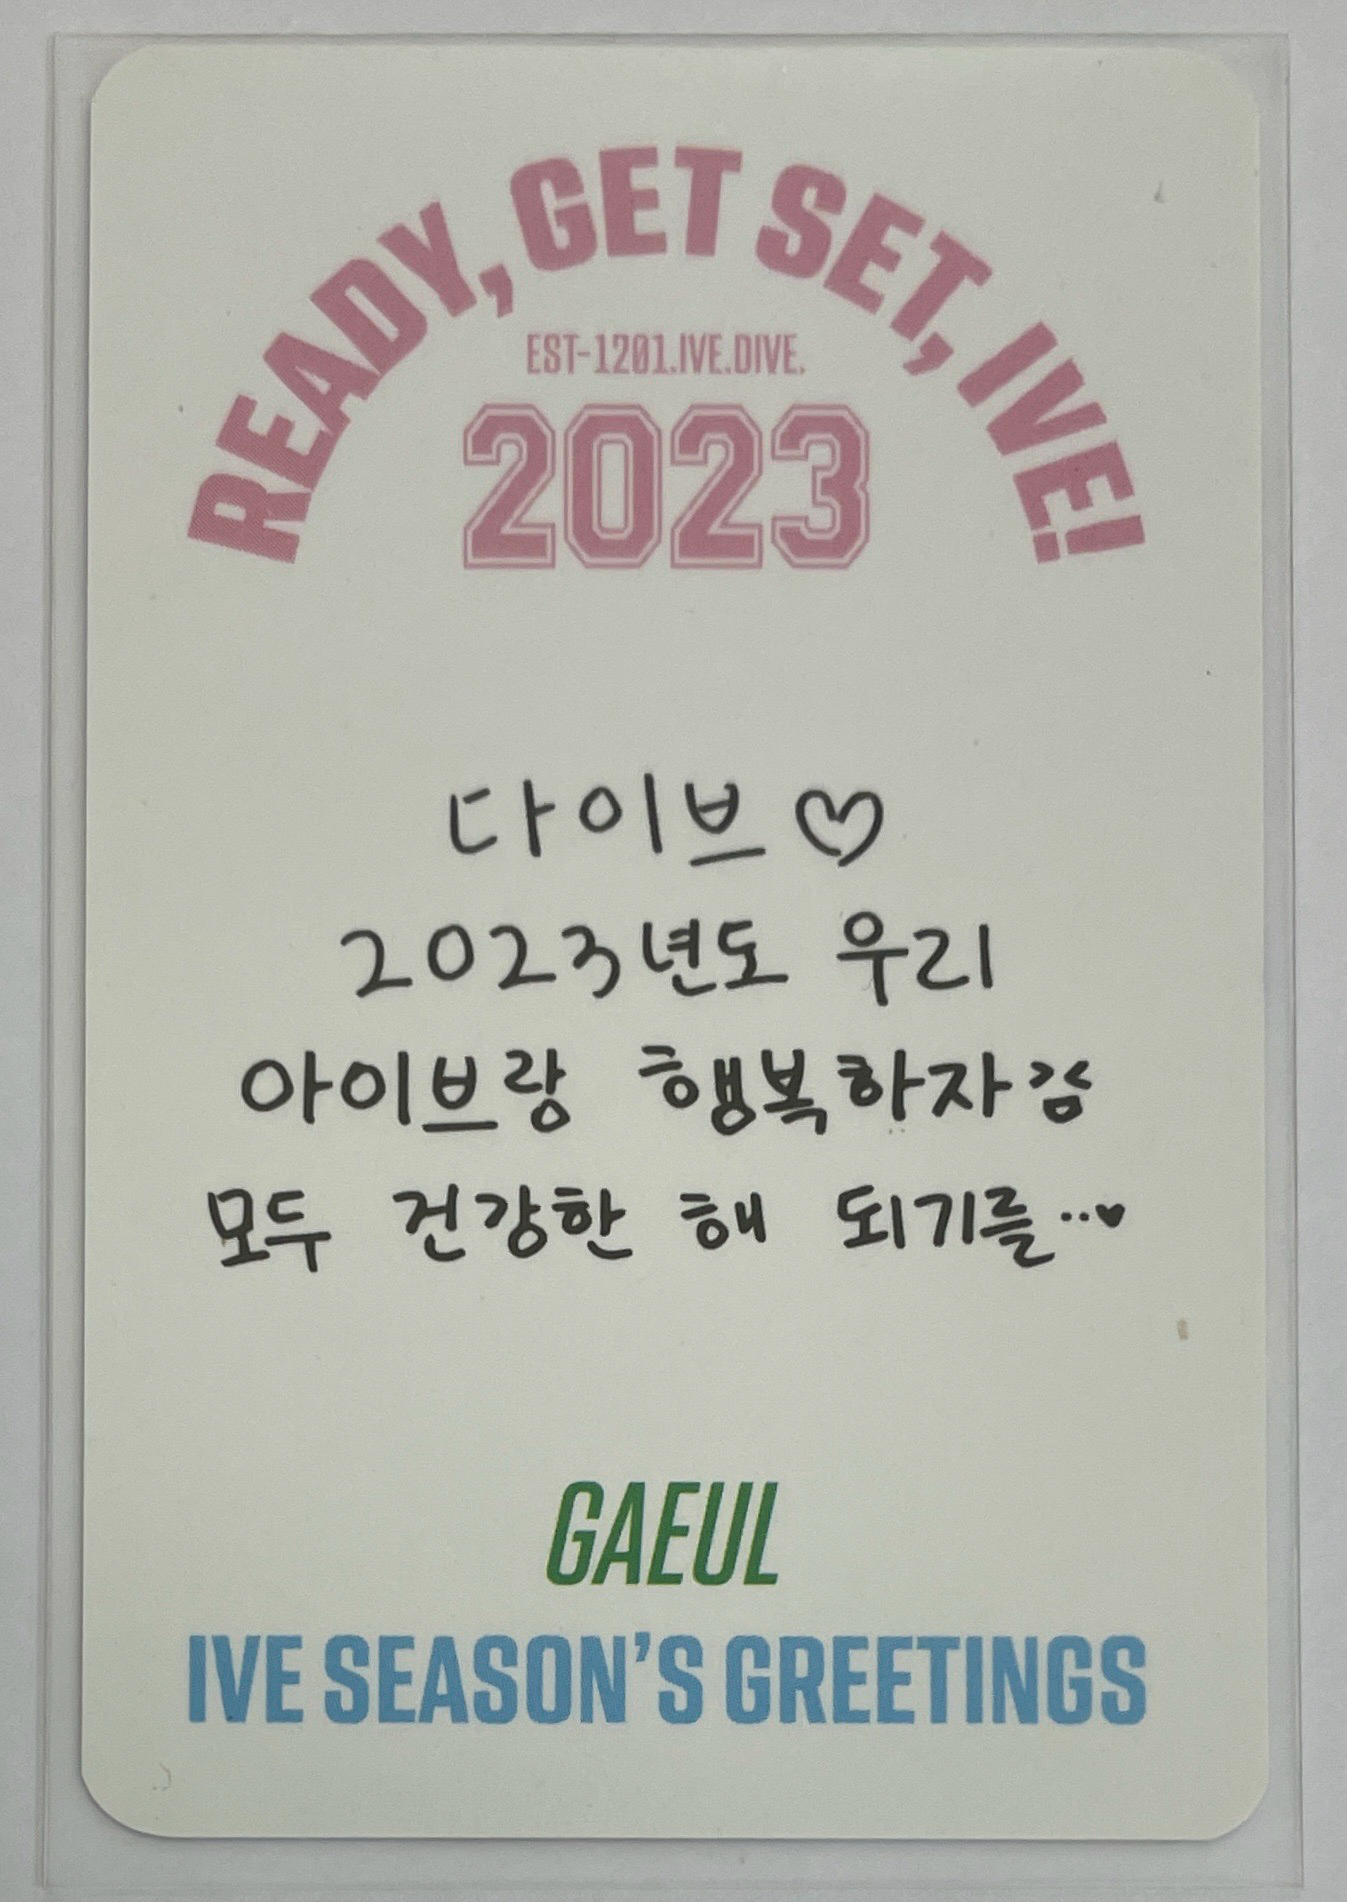 READY, GET SET, IVE!
EST-1201.IVE.DIVE.
2023
다이브♡
2023년도 우리
아이브랑 행복하자
모두 건강한 해 되기를…♥
GAEUL
IVE SEASON'S GREETINGS